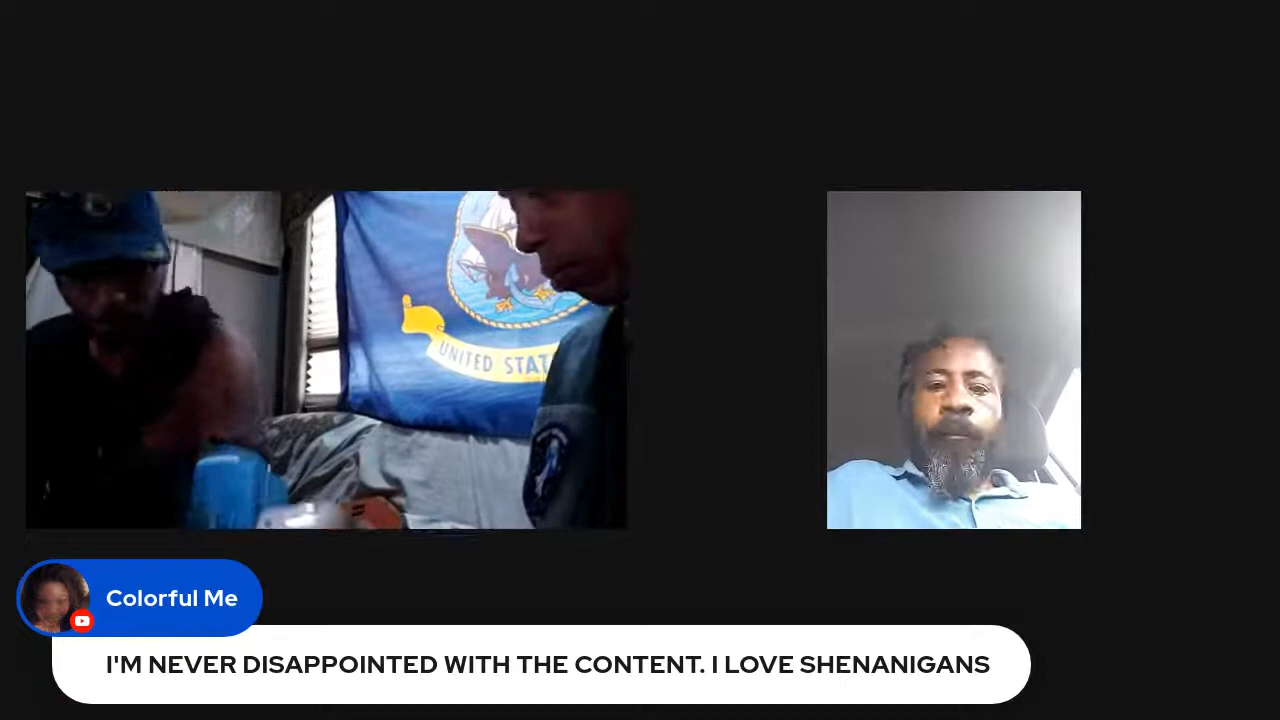 UNITED STAT
Colorful Me
I'M NEVER DISAPPOINTED WITH THE CONTENT. I LOVE SHENANIGANS